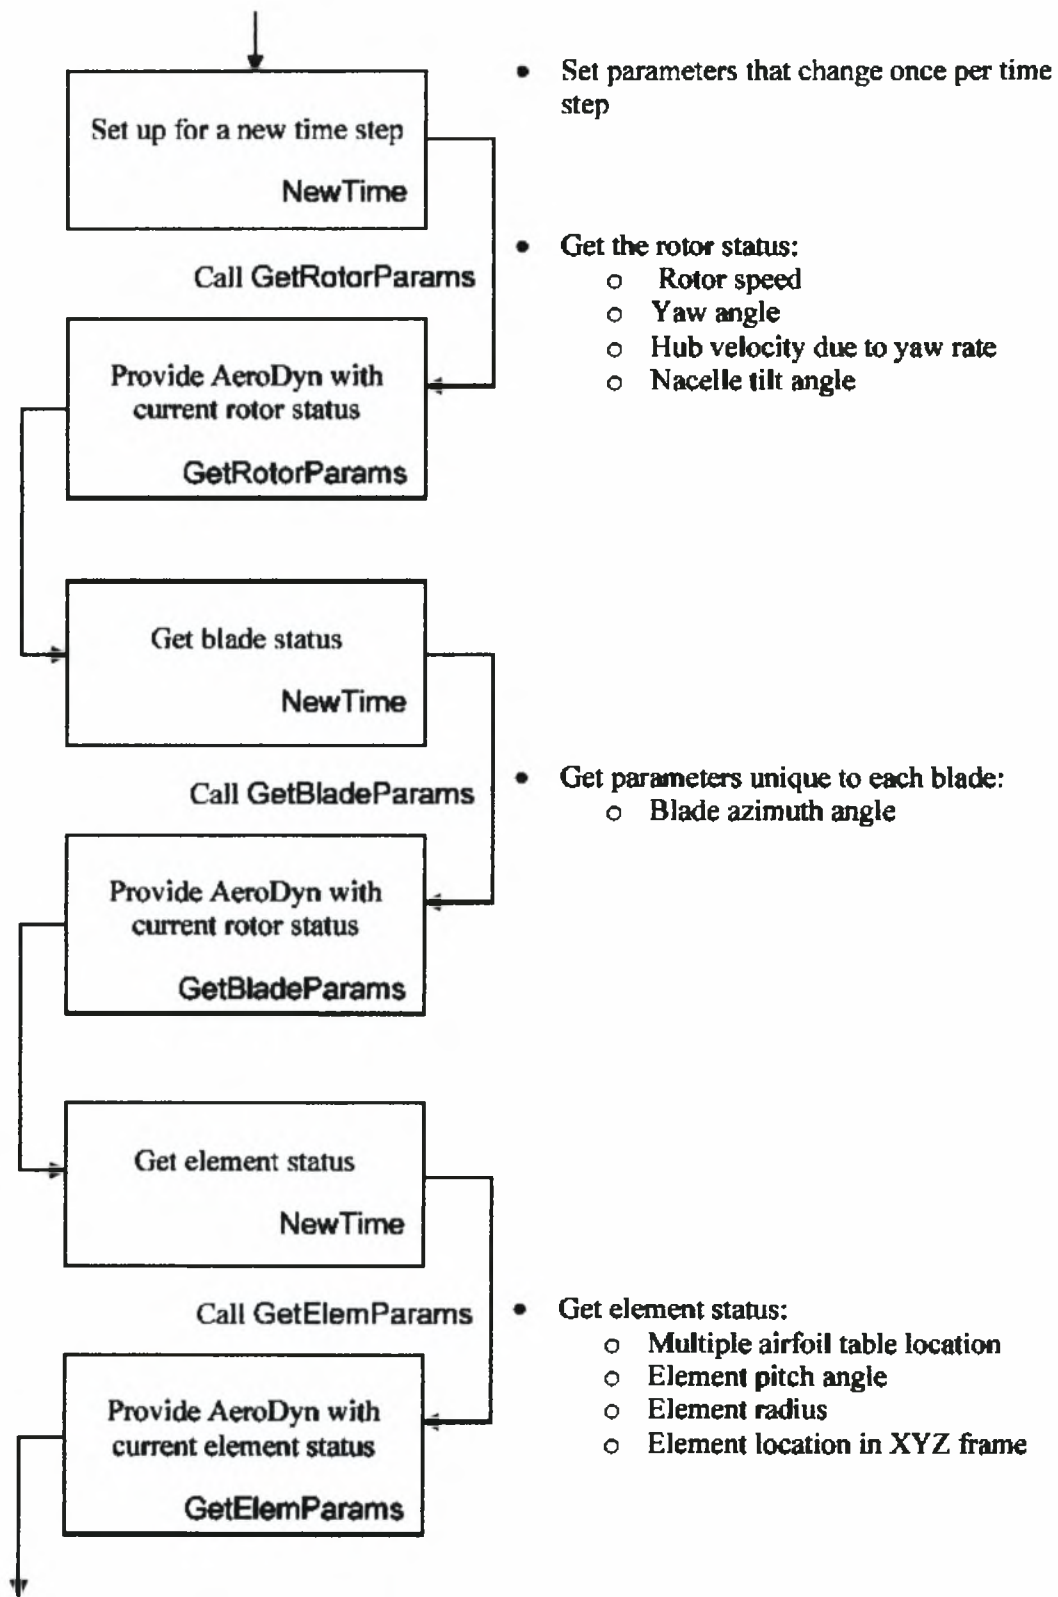 Set up for a new time step
NewTime
• Set parameters that change once per time
step
Call GetRotorParams
• Get the rotor status:
o Rotor speed
o Yaw angle
o Hub velocity due to yaw rate
o Nacelle tilt angle
Provide AeroDyn with
current rotor status
GetRotorParams
Get blade status
NewTime
Call GetBladeParams
• Get parameters unique to each blade:
o Blade azimuth angle
Provide AeroDyn with
current rotor status
GetBladeParams
Get element status
NewTime
Call GetElemParams
• Get element status:
o Multiple airfoil table location
o Element pitch angle
o Element radius
o Element location in XYZ frame
Provide AeroDyn with
current element status
GetElemParams